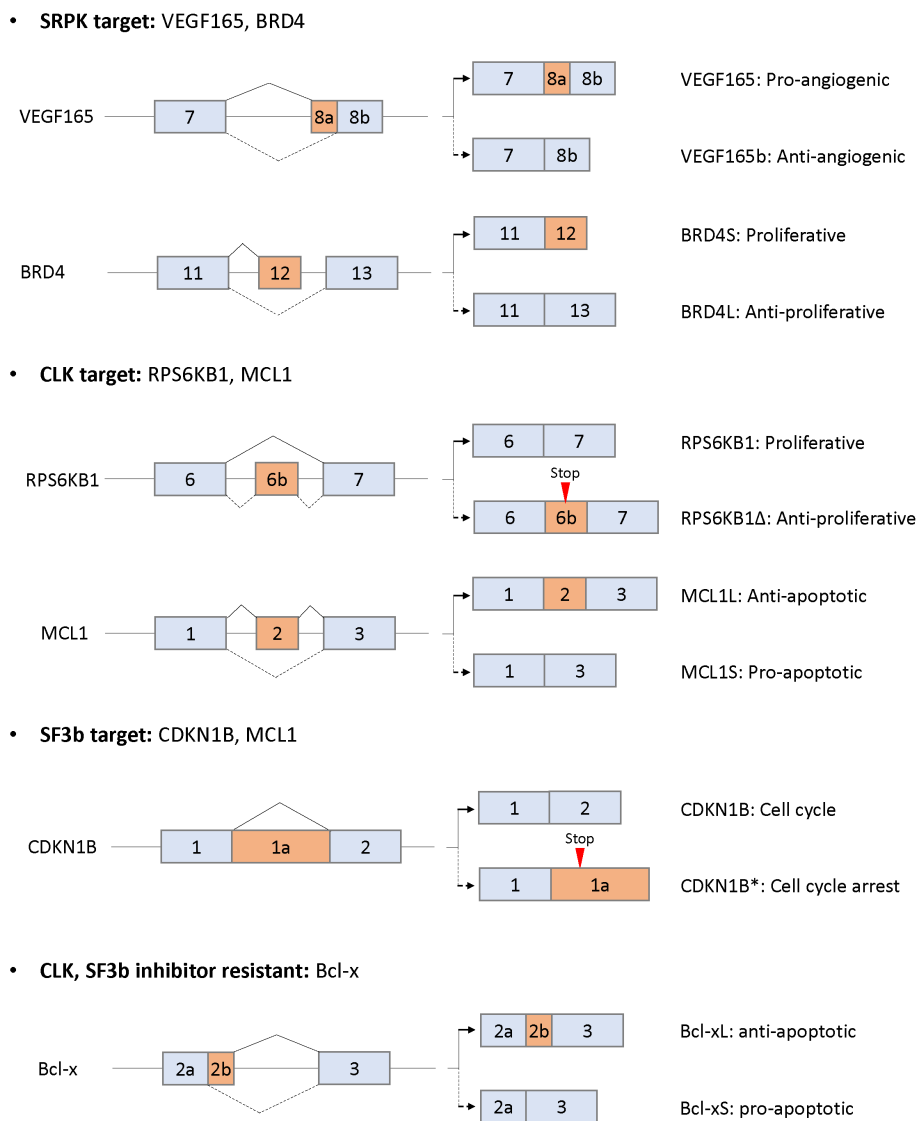 • SRPK target: VEGF165, BRD4
VEGF165 7 8a 8b 7 8a 8b VEGF165: Pro-angiogenic
7 8b VEGF165b: Anti-angiogenic
BRD4 11 12 13 11 12 BRD4S: Proliferative
11 13 BRD4L: Anti-proliferative
• CLK target: RPS6KB1, MCL1
RPS6KB1 6 6b 7 6 7 RPS6KB1: Proliferative
Stop
6 6b 7 RPS6KB1Δ: Anti-proliferative
MCL1 1 2 3 1 2 3 MCL1L: Anti-apoptotic
1 3 MCL1S: Pro-apoptotic
• SF3b target: CDKN1B, MCL1
CDKN1B 1 1a 2 1 2 CDKN1B: Cell cycle
Stop
1 1a CDKN1B*: Cell cycle arrest
• CLK, SF3b inhibitor resistant: Bcl-x
Bcl-x 2a 2b 3 2a 2b 3 Bcl-xL: anti-apoptotic
2a 3 Bcl-xS: pro-apoptotic